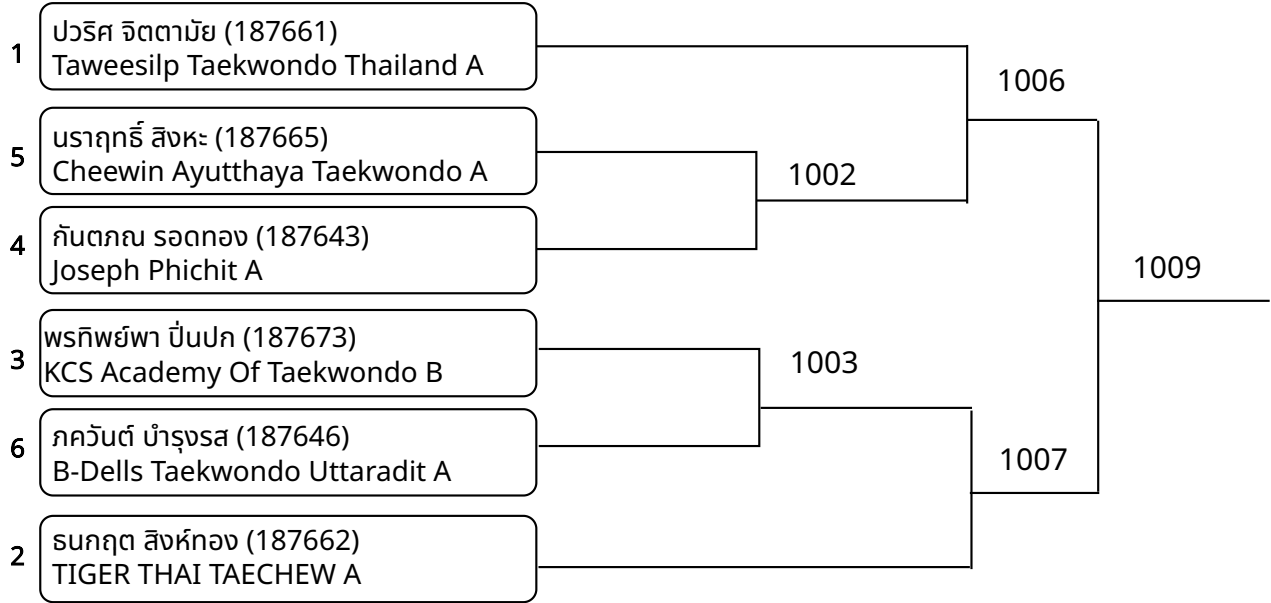 1
ปวริศ จิตตามัย (187661)
Taweesilp Taekwondo Thailand A
1006
5
นราฤทธิ์ สิงหะ (187665)
Cheewin Ayutthaya Taekwondo A
1002
4
กันตภณ รอดทอง (187643)
Joseph Phichit A
1009
3
พรทิพย์พา ปิ่นปก (187673)
KCS Academy Of Taekwondo B
1003
6
ภควันต์ บำรุงรส (187646)
B-Dells Taekwondo Uttaradit A
1007
2
ธนกฤต สิงห์ทอง (187662)
TIGER THAI TAECHEW A